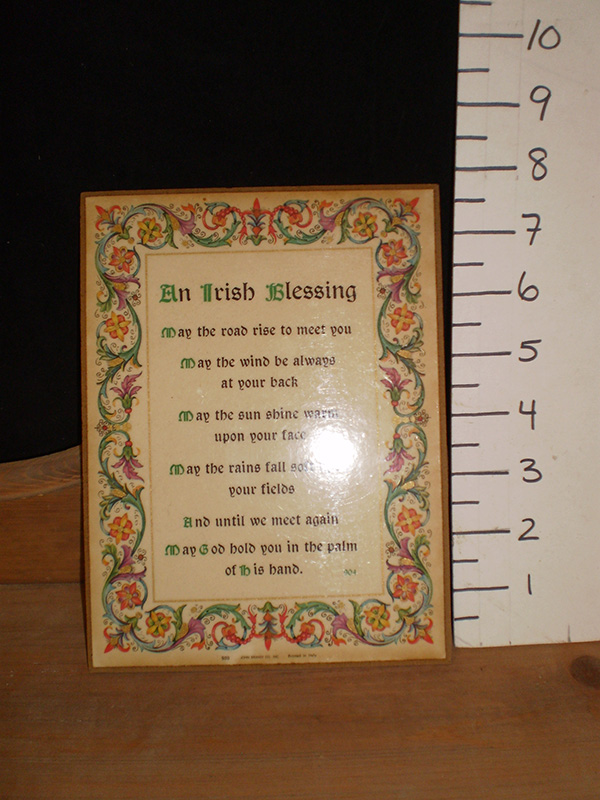 An Irish Blessing
May the road rise to meet you
May the wind be always
at your back
May the sun shine warm
upon your face
May the rains fall
your fields
And until we meet again
May God hold you in the palm
of His hand.
10
9
8
7
6
5
4
3
2
1